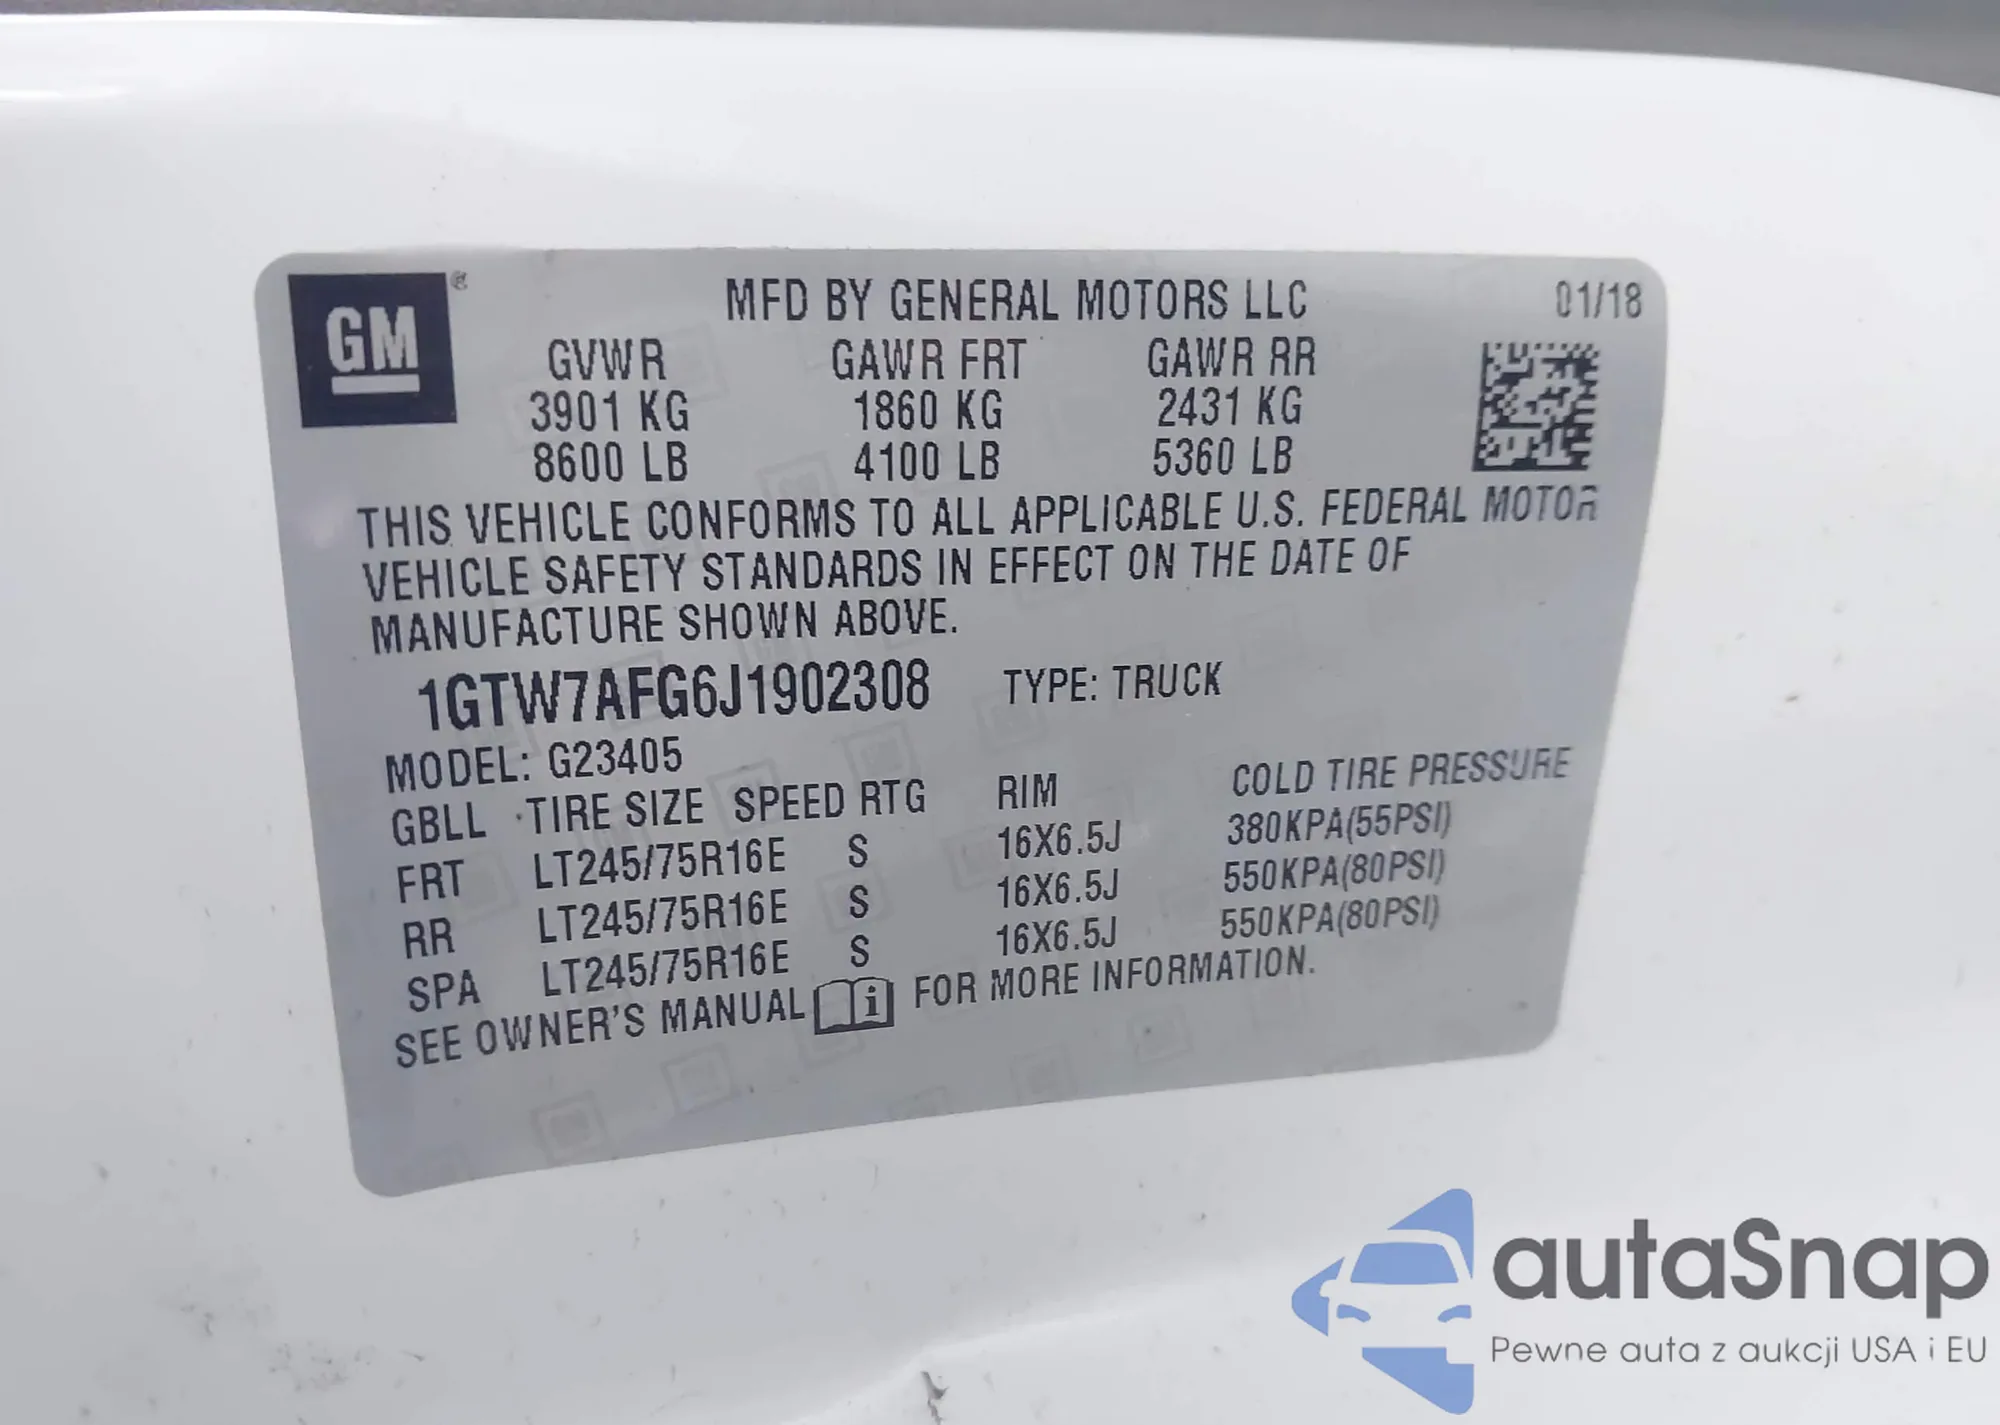 GM
MFD BY GENERAL MOTORS LLC 01/18
GVWR GAWR FRT GAWR RR
3901 KG 1860 KG 2431 KG
8600 LB 4100 LB 5360 LB
THIS VEHICLE CONFORMS TO ALL APPLICABLE U.S. FEDERAL MOTOR
VEHICLE SAFETY STANDARDS IN EFFECT ON THE DATE OF
MANUFACTURE SHOWN ABOVE.
1GTW7AFG6J1902308 TYPE: TRUCK
MODEL: G23405
GBLL TIRE SIZE SPEED RTG RIM COLD TIRE PRESSURE
FRT LT245/75R16E S 16X6.5J 380KPA(55PSI)
RR LT245/75R16E S 16X6.5J 550KPA(80PSI)
SPA LT245/75R16E S 16X6.5J 550KPA(80PSI)
SEE OWNER'S MANUAL i FOR MORE INFORMATION.
autaSnap
Pewne auta z aukcji USA i EU